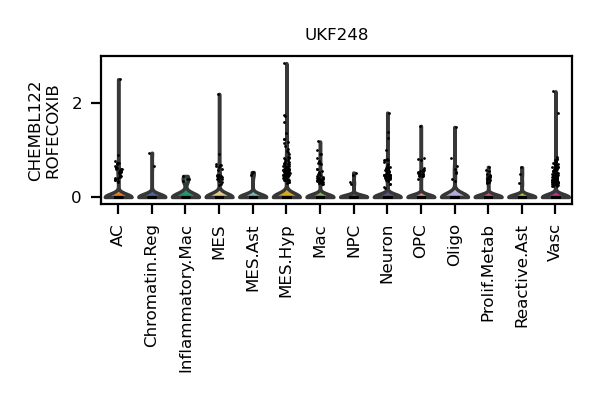 UKF248
CHEMBL122
ROFECOXIB
2
0
AC
Chromatin.Reg
Inflammatory.Mac
MES
MES.Ast
MES.Hyp
Mac
NPC
Neuron
OPC
Oligo
Prolif.Metab
Reactive.Ast
Vasc